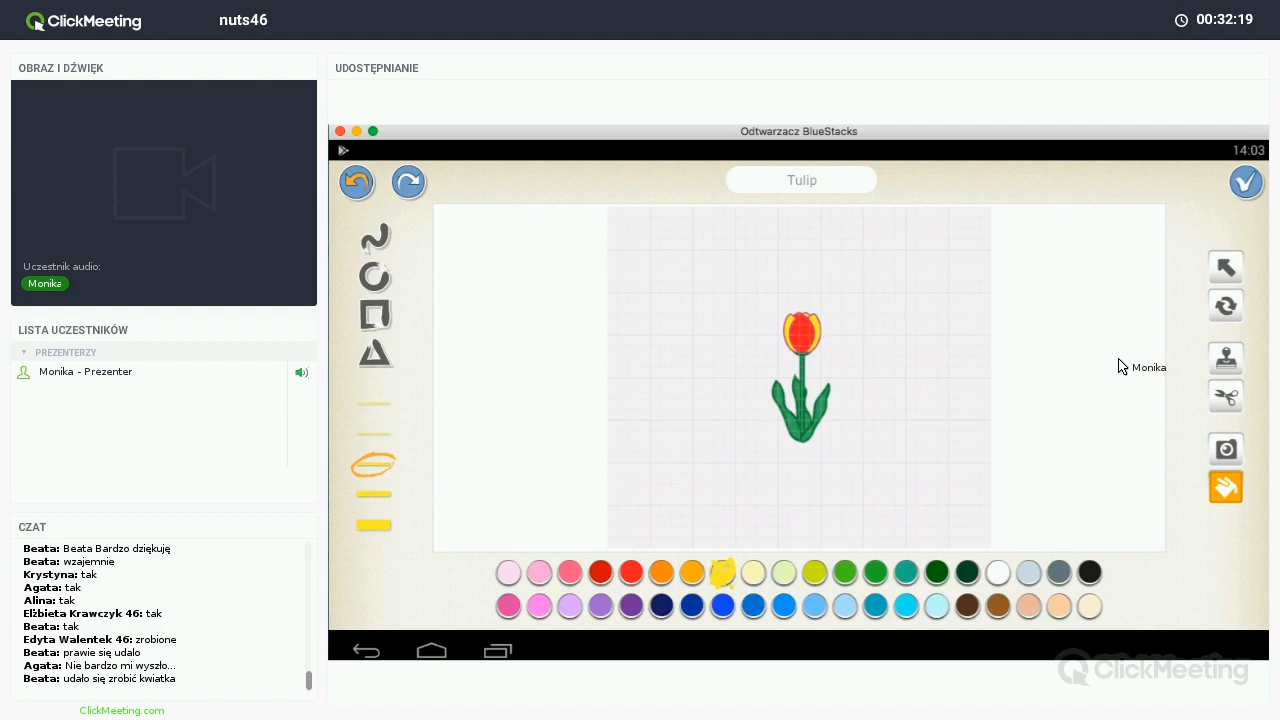 ClickMeeting
nuts46
00:32:19
OBRAZ I DŹWIĘK
Uczestnik audio:
Monika
LISTA UCZESTNIKÓW
PREZENTERZY
Monika - Prezenter
CZAT
Beata: Beata Bardzo dziękuję
Beata: wzajemnie
Krystyna: tak
Agata: tak
Alina: tak
Elżbieta Krawczyk 46: tak
Beata: tak
Edyta Walentek 46: zrobione
Beata: prawie się udalo
Agata: Nie bardzo mi wyszło...
Beata: udało się zrobić kwiatka
ClickMeeting.com
UDOSTĘPNIANIE
Odtwarzacz BlueStacks
14:03
Tulip
Monika
ClickMeeting